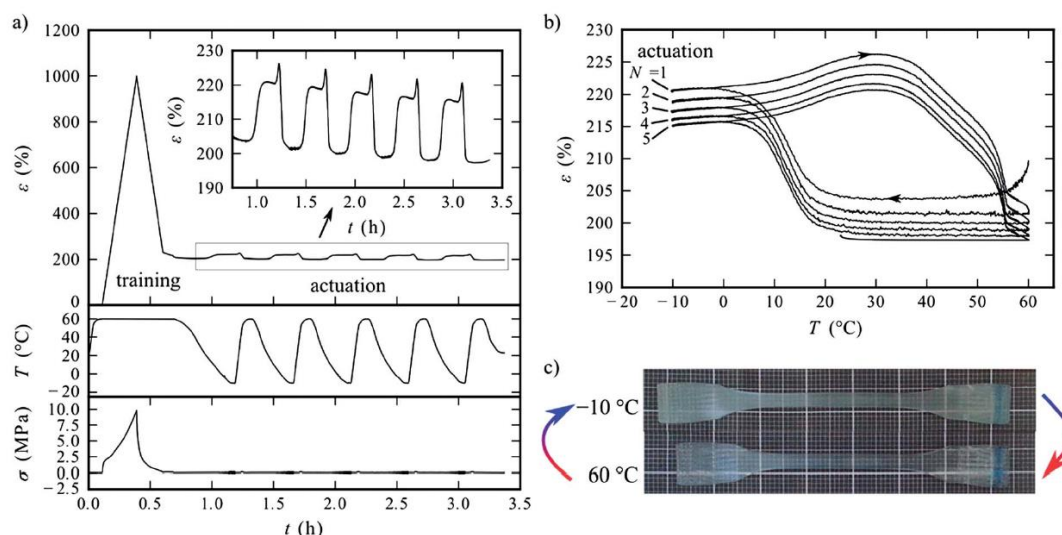 a)
1200
1000
800
600
400
200
0
ε (%)
230
220
210
200
190
ε (%)
1.0 1.5 2.0 2.5 3.0 3.5
t (h)
training
actuation
60
40
20
0
−20
T (°C)
10.0
7.5
5.0
2.5
0.0
−2.5
σ (MPa)
0.0 0.5 1.0 1.5 2.0 2.5 3.0 3.5
t (h)
b)
230
225
220
215
210
205
200
195
190
ε (%)
actuation
N =1
2
3
4
5
−20 −10 0 10 20 30 40 50 60
T (°C)
c)
−10 °C
60 °C